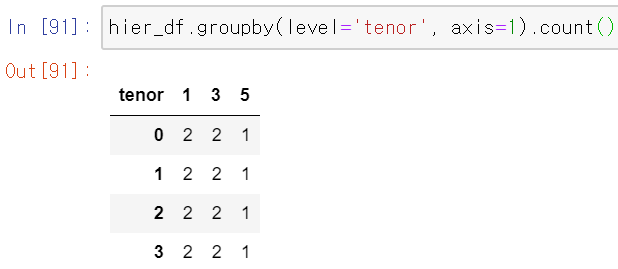 In [91]: hier_df.groupby(level='tenor', axis=1).count()
Out[91]:
tenor 1 3 5
0 2 2 1
1 2 2 1
2 2 2 1
3 2 2 1